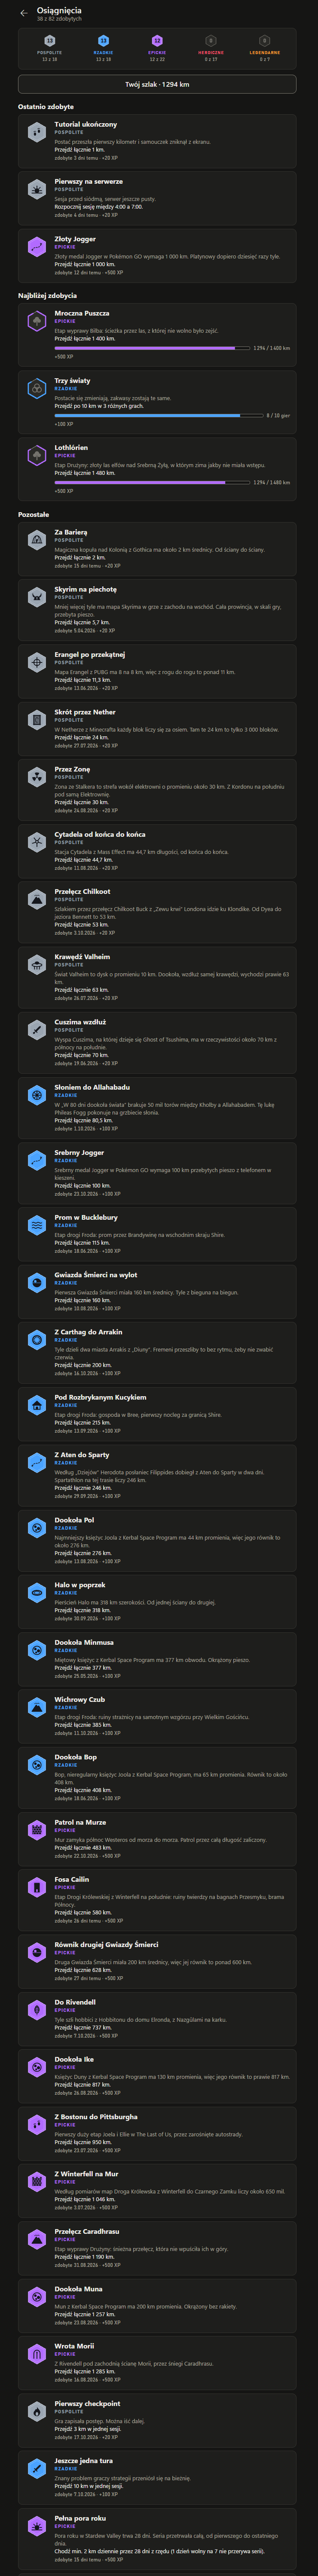 Osiągnięcia
38 z 82 zdobytych
13
13
12
0
0
POSPOLITE
RZADKIE
EPICKIE
HEROICZNE
LEGENDARNE
13 z 18
13 z 18
12 z 22
0 z 17
0 z 7
Twój szlak · 1294 km
Ostatnio zdobyte
Tutorial ukończony
POSPOLITE
Postać przeszła pierwszy kilometr i samouczek zniknął z ekranu.
Przejdź łącznie 1 km.
zdobyte 3 dni temu · +20 XP
Pierwszy na serwerze
POSPOLITE
Sesja przed siódmą, serwer jeszcze pusty.
Rozpocznij sesję między 4:00 a 7:00.
zdobyte 4 dni temu · +20 XP
Złoty Jogger
EPICKIE
Złoty medal Jogger w Pokémon GO wymaga 1 000 km. Platynowy dopiero dziesięć razy tyle.
Przejdź łącznie 1 000 km.
zdobyte 12 dni temu · +500 XP
Najbliżej zdobycia
Mroczna Puszcza
EPICKIE
Etap wyprawy Bilba: ścieżka przez las, z której nie wolno było zejść.
Przejdź łącznie 1 400 km.
1 294 / 1 400 km
+500 XP
Trzy światy
RZADKIE
Postacie się zmieniają, zakwasy zostają te same.
Przejdź po 10 km w 3 różnych grach.
+100 XP
Lothlórien
EPICKIE
Etap Drużyny: złoty las elfów nad Srebrną Żyłą, w którym zima jakby nie miała wstępu.
Przejdź łącznie 1 480 km.
1 294 / 1 480 km
+500 XP
Pozostałe
Za Barierą
POSPOLITE
Magiczna kopuła nad Kolonią z Gothica ma około 2 km średnicy. Od ściany do ściany.
Przejdź łącznie 2 km.
zdobyte 15 dni temu · +20 XP
Skyrim na piechotę
POSPOLITE
Mniej więcej tyle ma mapa Skyrima w grze z zachodu na wschód. Cała prowincja, w skali gry,
przebyta pieszo.
Przejdź łącznie 5,7 km.
zdobyte 5.04.2026 · +20 XP
Erangel po przekątnej
POSPOLITE
Mapa Erangel z PUBG ma 8 na 8 km, więc z rogu do rogu to ponad 11 km.
Przejdź łącznie 11,3 km.
zdobyte 13.06.2026 · +20 XP
Skrót przez Nether
POSPOLITE
W Netherze z Minecrafta każdy blok liczy się za osiem. Tam te 24 km to tylko 3 000 bloków.
Przejdź łącznie 24 km.
zdobyte 27.07.2026 · +20 XP
Przez Zonę
POSPOLITE
Zona ze Stalkera to strefa wokół elektrowni o promieniu około 30 km. Z Kordonu na południu
pod samą Elektrownię.
Przejdź łącznie 30 km.
zdobyte 24.08.2026 · +20 XP
Cytadela od końca do końca
POSPOLITE
Stacja Cytadela z Mass Effect ma 44,7 km długości, od końca do końca.
Przejdź łącznie 44,7 km.
zdobyte 11.08.2026 · +20 XP
Przełęcz Chilkoot
POSPOLITE
Szlakiem przez przełęcz Chilkoot Buck z „Zewu krwi” Londona idzie ku Klondike. Od Dyea do
jeziora Bennett to 53 km.
Przejdź łącznie 53 km.
zdobyte 3.10.2026 · +20 XP
Krawędź Valheim
POSPOLITE
Świat Valheim to dysk o promieniu 10 km. Dookoła, wzdłuż samej krawędzi, wychodzi prawie 63
km.
Przejdź łącznie 63 km.
zdobyte 26.07.2026 · +20 XP
Cuszima wzdłuż
POSPOLITE
Wyspa Cuszima, na której dzieje się Ghost of Tsushima, ma w rzeczywistości około 70 km z
północy na południe.
Przejdź łącznie 70 km.
zdobyte 19.06.2026 · +20 XP
Słoniem do Allahabadu
RZADKIE
W „W 80 dni dookoła świata” brakuje 50 mil torów między Kholby a Allahabadem. Tę lukę
Phileas Fogg pokonuje na grzbiecie słonia.
Przejdź łącznie 80,5 km.
zdobyte 1.10.2026 · +100 XP
Srebrny Jogger
RZADKIE
Srebrny medal Jogger w Pokémon GO wymaga 100 km przebytych pieszo z telefonem w
kieszeni.
Przejdź łącznie 100 km.
zdobyte 23.10.2026 · +100 XP
Prom w Bucklebury
RZADKIE
Etap drogi Froda: prom przez Brandywinę na wschodnim skraju Shire.
Przejdź łącznie 115 km.
zdobyte 18.06.2026 · +100 XP
Gwiazda Śmierci na wylot
RZADKIE
Pierwsza Gwiazda Śmierci miała 160 km średnicy. Tyle z bieguna na biegun.
Przejdź łącznie 160 km.
zdobyte 10.08.2026 · +100 XP
Z Carthag do Arrakin
RZADKIE
Tyle dzieli dwa miasta Arrakis z „Diuny”. Fremeni przeszliby to bez rytmu, żeby nie zwabić
czerwia.
Przejdź łącznie 200 km.
zdobyte 16.10.2026 · +100 XP
Pod Rozbrykanym Kucykiem
RZADKIE
Etap drogi Froda: gospoda w Bree, pierwszy nocleg za granicą Shire.
Przejdź łącznie 215 km.
zdobyte 13.09.2026 · +100 XP
Z Aten do Sparty
RZADKIE
Według „Dziejów” Herodota posłaniec Filippides dobiegł z Aten do Sparty w dwa dni.
Spartathlon na tej trasie liczy 246 km.
Przejdź łącznie 246 km.
zdobyte 29.09.2026 · +100 XP
Dookoła Pol
RZADKIE
Najmniejszy księżyc Joola z Kerbal Space Program ma 44 km promienia, więc jego równik to
około 276 km.
Przejdź łącznie 276 km.
zdobyte 13.08.2026 · +100 XP
Halo w poprzek
RZADKIE
Pierścień Halo ma 318 km szerokości. Od jednej ściany do drugiej.
Przejdź łącznie 318 km.
zdobyte 30.09.2026 · +100 XP
Dookoła Minmusa
RZADKIE
Miętowy księżyc z Kerbal Space Program ma 377 km obwodu. Okrążony pieszo.
Przejdź łącznie 377 km.
zdobyte 25.05.2026 · +100 XP
Wichrowy Czub
RZADKIE
Etap drogi Froda: ruiny strażnicy na samotnym wzgórzu przy Wielkim Gościńcu.
Przejdź łącznie 385 km.
zdobyte 11.10.2026 · +100 XP
Dookoła Bop
RZADKIE
Bop, nieregularny księżyc Joola z Kerbal Space Program, ma 65 km promienia. Równik to około
408 km.
Przejdź łącznie 408 km.
zdobyte 18.06.2026 · +100 XP
Patrol na Murze
EPICKIE
Mur zamyka północ Westeros od morza do morza. Patrol przez całą długość zaliczony.
Przejdź łącznie 483 km.
zdobyte 22.10.2026 · +500 XP
Fosa Cailin
EPICKIE
Etap Drogi Królewskiej z Winterfell na południe: ruiny twierdzy na bagnach Przesmyku, brama
Północy.
Przejdź łącznie 580 km.
zdobyte 26 dni temu · +500 XP
Równik drugiej Gwiazdy Śmierci
EPICKIE
Druga Gwiazda Śmierci miała 200 km średnicy, więc jej równik to ponad 600 km.
Przejdź łącznie 628 km.
zdobyte 27 dni temu · +500 XP
Do Rivendell
EPICKIE
Tyle szli hobbici z Hobbitonu do domu Elronda, z Nazgûlami na karku.
Przejdź łącznie 737 km.
zdobyte 7.10.2026 · +500 XP
Dookoła Ike
EPICKIE
Księżyc Duny z Kerbal Space Program ma 130 km promienia, więc jego równik to prawie 817 km.
Przejdź łącznie 817 km.
zdobyte 26.08.2026 · +500 XP
Z Bostonu do Pittsburgha
EPICKIE
Pierwszy duży etap Joela i Ellie w The Last of Us, przez zarośnięte autostrady.
Przejdź łącznie 950 km.
zdobyte 23.07.2026 · +500 XP
Z Winterfell na Mur
EPICKIE
Według pomiarów map Droga Królewska z Winterfell do Czarnego Zamku liczy około 650 mil.
Przejdź łącznie 1 046 km.
zdobyte 3.07.2026 · +500 XP
Przełęcz Caradhrasu
EPICKIE
Etap wyprawy Drużyny: śnieżna przełęcz, która nie wpuściła ich w góry.
Przejdź łącznie 1 190 km.
zdobyte 31.08.2026 · +500 XP
Dookoła Muna
EPICKIE
Mun z Kerbal Space Program ma 200 km promienia. Okrążony bez rakiety.
Przejdź łącznie 1 257 km.
zdobyte 23.08.2026 · +500 XP
Wrota Morii
EPICKIE
Z Rivendell pod zachodnią ścianę Morii, przez śniegi Caradhrasu.
Przejdź łącznie 1 285 km.
zdobyte 16.08.2026 · +500 XP
Pierwszy checkpoint
POSPOLITE
Gra zapisała postęp. Można iść dalej.
Przejdź 3 km w jednej sesji.
zdobyte 17.10.2026 · +20 XP
Jeszcze jedna tura
RZADKIE
Znany problem graczy strategii przeniósł się na bieżnię.
Przejdź 10 km w jednej sesji.
zdobyte 7.10.2026 · +100 XP
Pełna pora roku
EPICKIE
Pora roku w Stardew Valley trwa 28 dni. Seria przetrwała całą, od pierwszego do ostatniego
dnia.
Chodź min. 2 km dziennie przez 28 dni z rzędu (1 dzień wolny na 7 nie przerywa serii).
zdobyte 15 dni temu · +500 XP